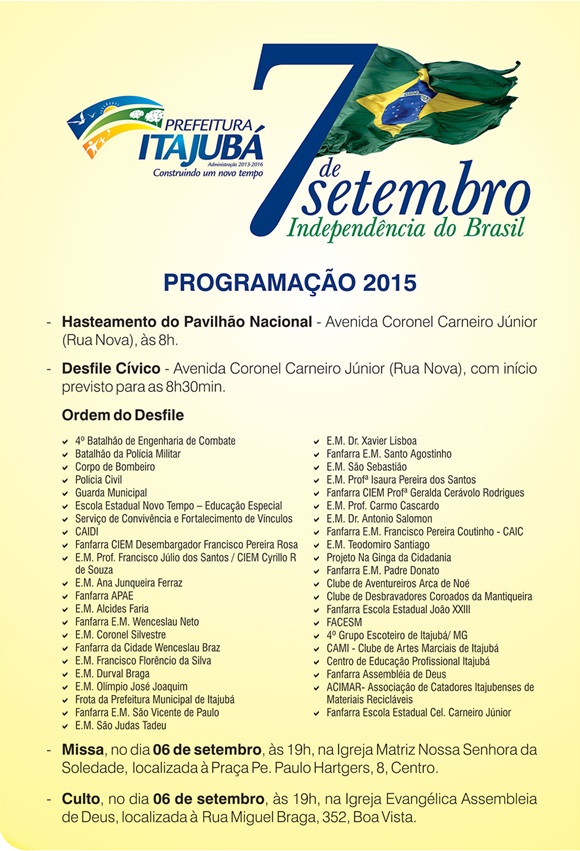 PREFEITURA
ITAJUBÁ
Administração 2013-2016
Construindo um novo tempo
7 de setembro
Independência do Brasil
PROGRAMAÇÃO 2015
- Hasteamento do Pavilhão Nacional - Avenida Coronel Carneiro Júnior
(Rua Nova), às 8h.
- Desfile Cívico - Avenida Coronel Carneiro Júnior (Rua Nova), com início
previsto para as 8h30min.
Ordem do Desfile
4º Batalhão de Engenharia de Combate
Batalhão da Polícia Militar
Corpo de Bombeiro
Polícia Civil
Guarda Municipal
Escola Estadual Novo Tempo – Educação Especial
Serviço de Convivência e Fortalecimento de Vínculos
CAIDI
Fanfarra CIEM Desembargador Francisco Pereira Rosa
E.M. Prof. Francisco Júlio dos Santos / CIEM Cyrillo R
de Souza
E.M. Ana Junqueira Ferraz
Fanfarra APAE
E.M. Alcides Faria
Fanfarra E.M. Wenceslau Neto
E.M. Coronel Silvestre
Fanfarra da Cidade Wenceslau Braz
E.M. Francisco Florêncio da Silva
E.M. Durval Braga
E.M. Olímpio José Joaquim
Frota da Prefeitura Municipal de Itajubá
Fanfarra E.M. São Vicente de Paulo
E.M. São Judas Tadeu
E.M. Dr. Xavier Lisboa
Fanfarra E.M. Santo Agostinho
E.M. São Sebastião
E.M. Profª Isaura Pereira dos Santos
Fanfarra CIEM Profª Geralda Cerávolo Rodrigues
E.M. Prof. Carmo Cascardo
E.M. Dr. Antonio Salomon
Fanfarra E.M. Francisco Pereira Coutinho - CAIC
E.M. Teodomiro Santiago
Projeto Na Ginga da Cidadania
Fanfarra E.M. Padre Donato
Clube de Aventureiros Arca de Noé
Clube de Desbravadores Coroados da Mantiqueira
Fanfarra Escola Estadual João XXIII
FACESM
4º Grupo Escoteiro de Itajubá/ MG
CAMI - Clube de Artes Marciais de Itajubá
Centro de Educação Profissional Itajubá
Fanfarra Assembléia de Deus
ACIMAR- Associação de Catadores Itajubenses de
Materiais Recicláveis
Fanfarra Escola Estadual Cel. Carneiro Júnior
- Missa, no dia 06 de setembro, às 19h, na Igreja Matriz Nossa Senhora da
Soledade, localizada à Praça Pe. Paulo Hartgers, 8, Centro.
- Culto, no dia 06 de setembro, às 19h, na Igreja Evangélica Assembleia
de Deus, localizada à Rua Miguel Braga, 352, Boa Vista.